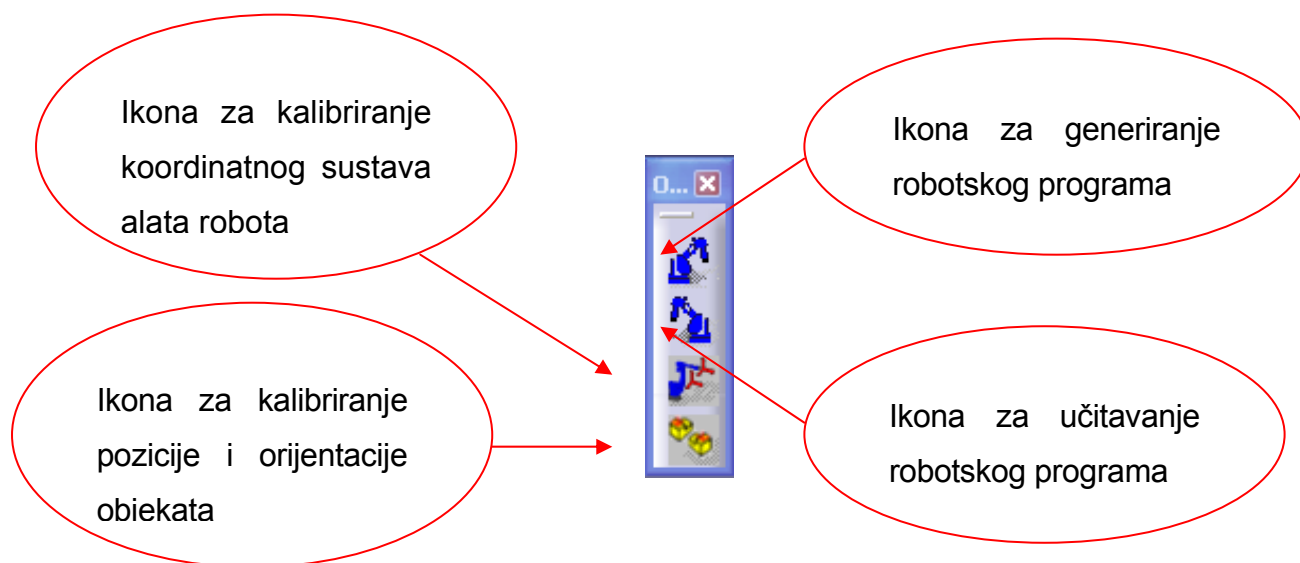 Ikona za kalibriranje
koordinatnog sustava
alata robota
Ikona za generiranje
robotskog programa
O...
Ikona za kalibriranje
pozicije i orijentacije
obiekata
Ikona za učitavanje
robotskog programa